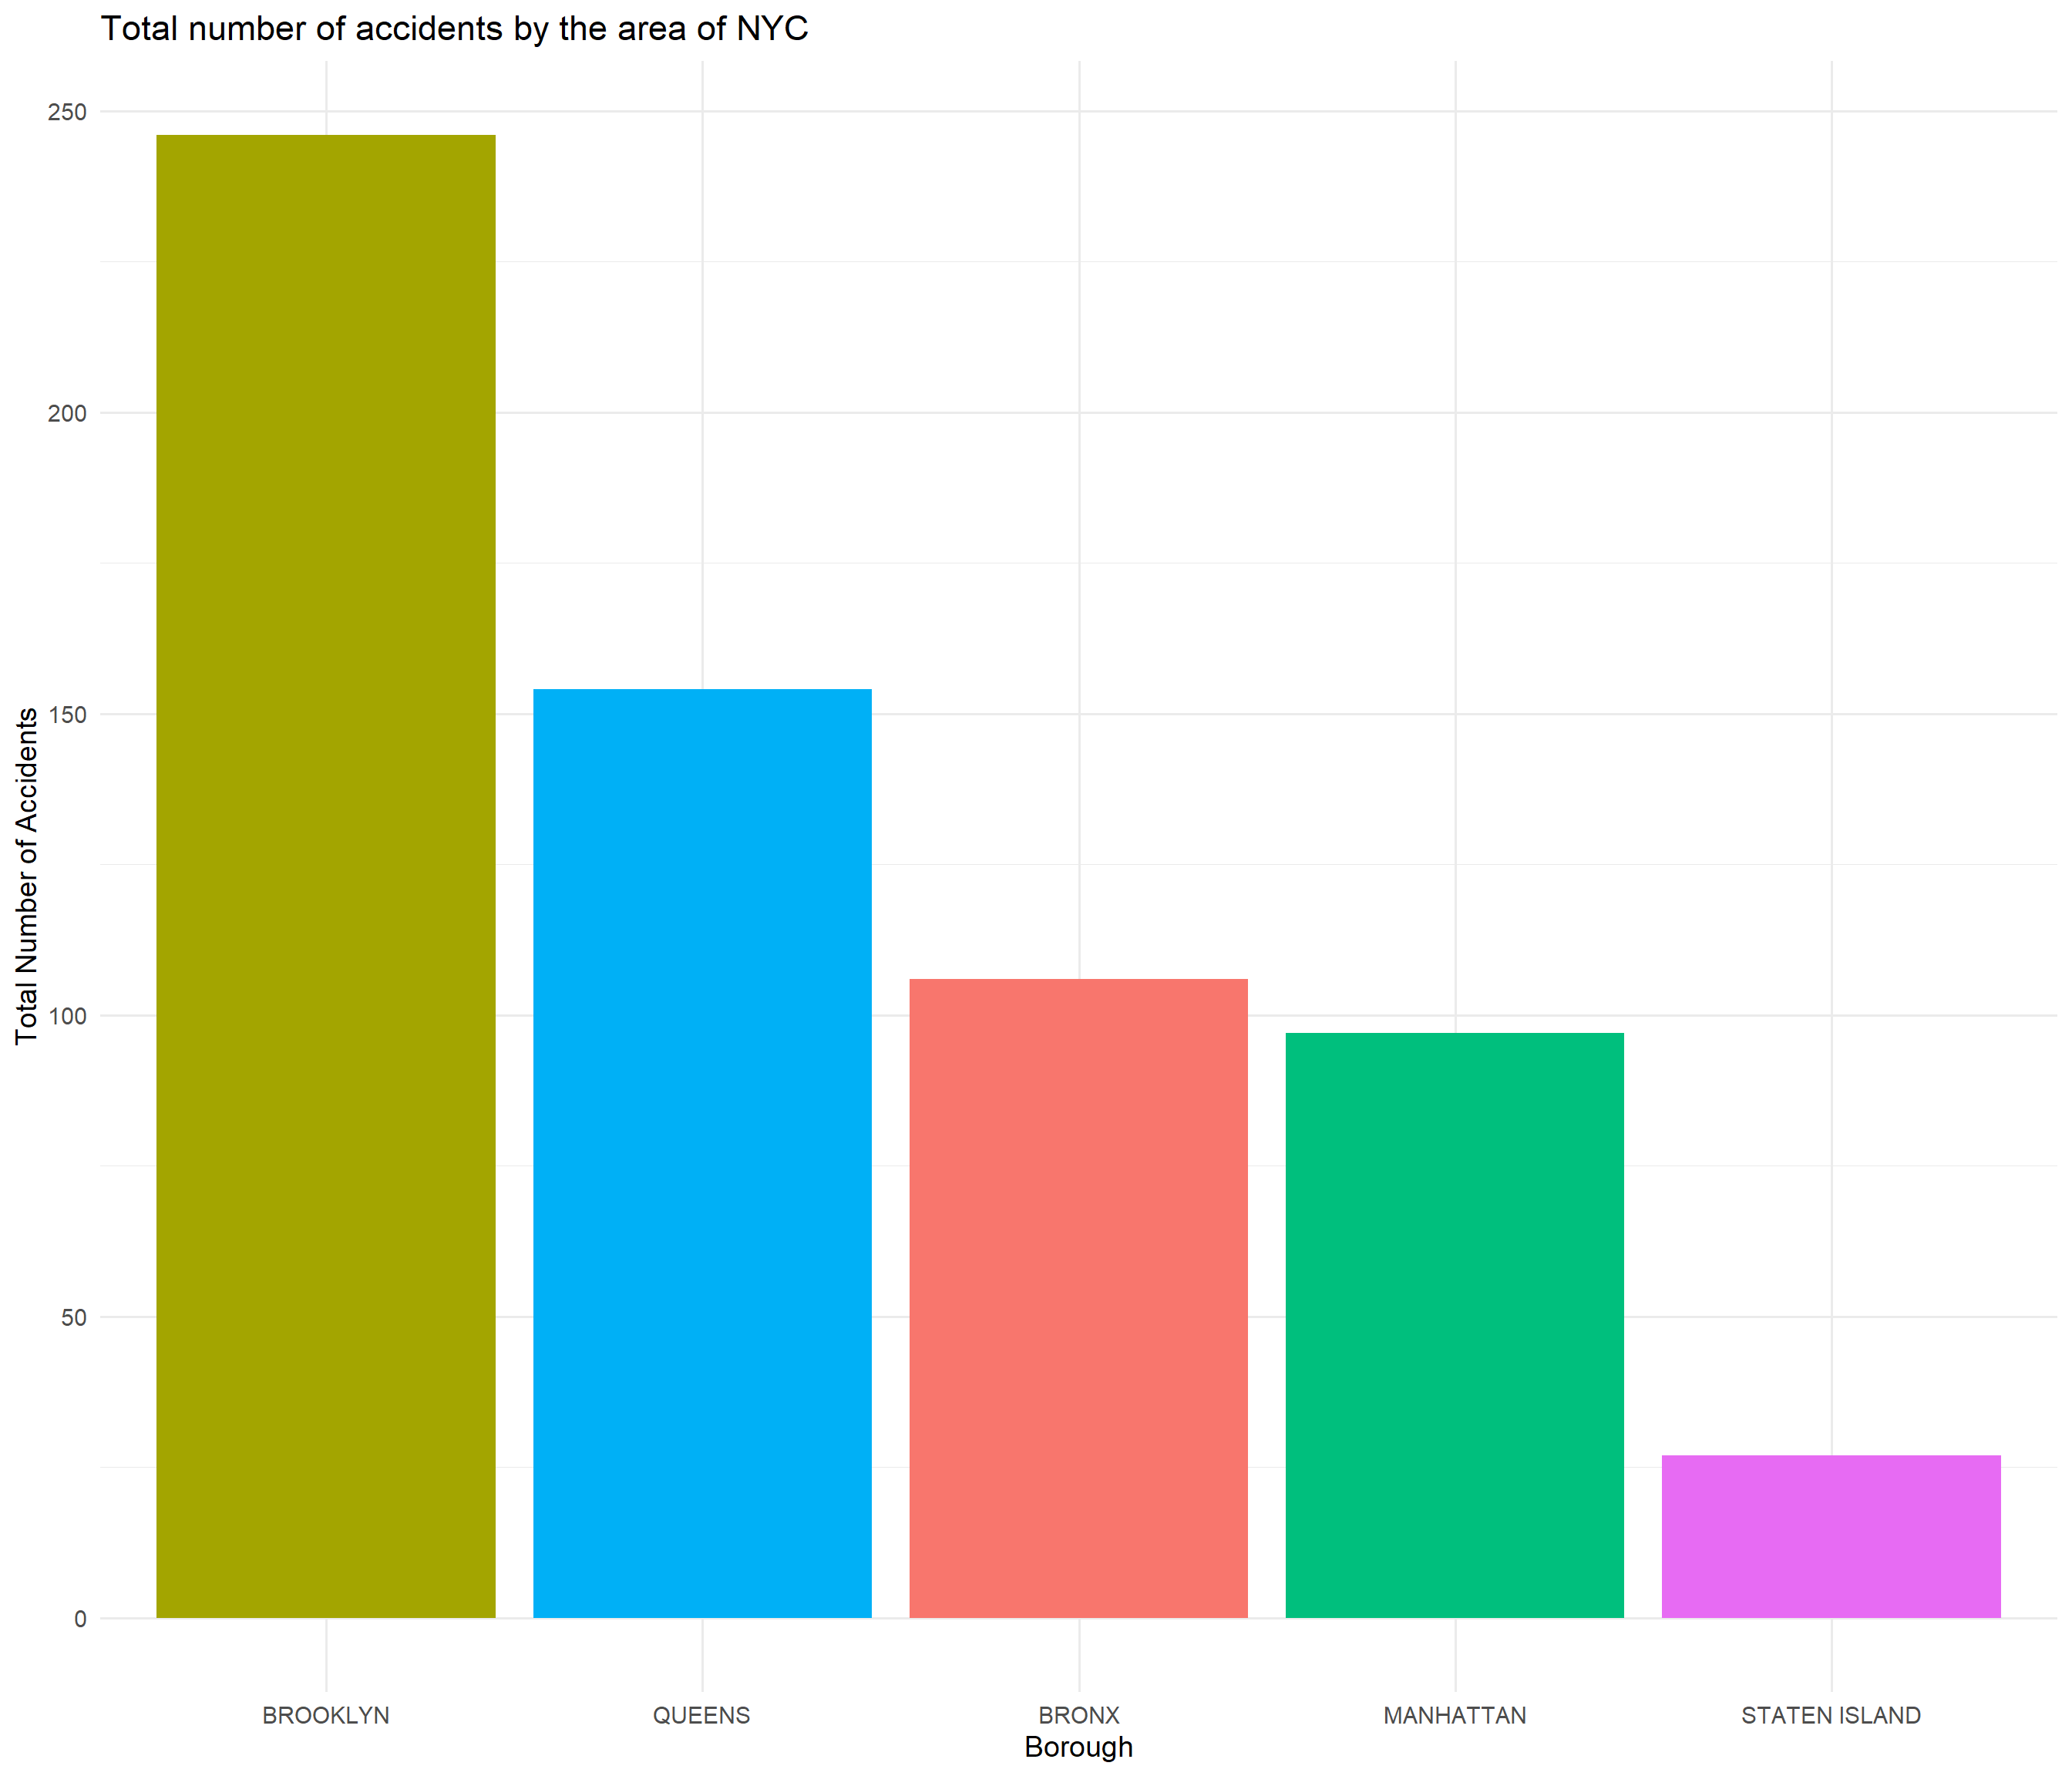 Total number of accidents by the area of NYC
Total Number of Accidents
250
200
150
100
50
0
BROOKLYN QUEENS BRONX MANHATTAN STATEN ISLAND
Borough